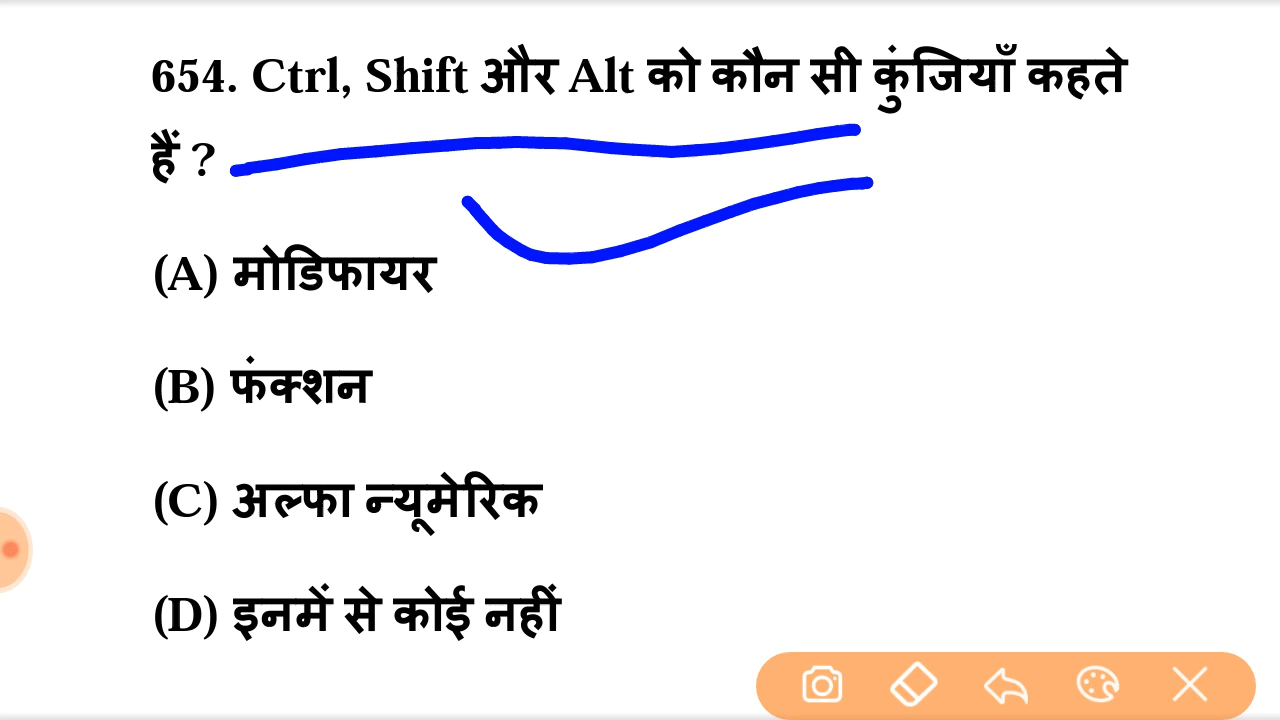 654. Ctrl, Shift और Alt को कौन सी कुंजियाँ कहते
हैं ?
(A) मोडिफायर
(B) फंक्शन
(C) अल्फा न्यूमेरिक
(D) इनमें से कोई नहीं